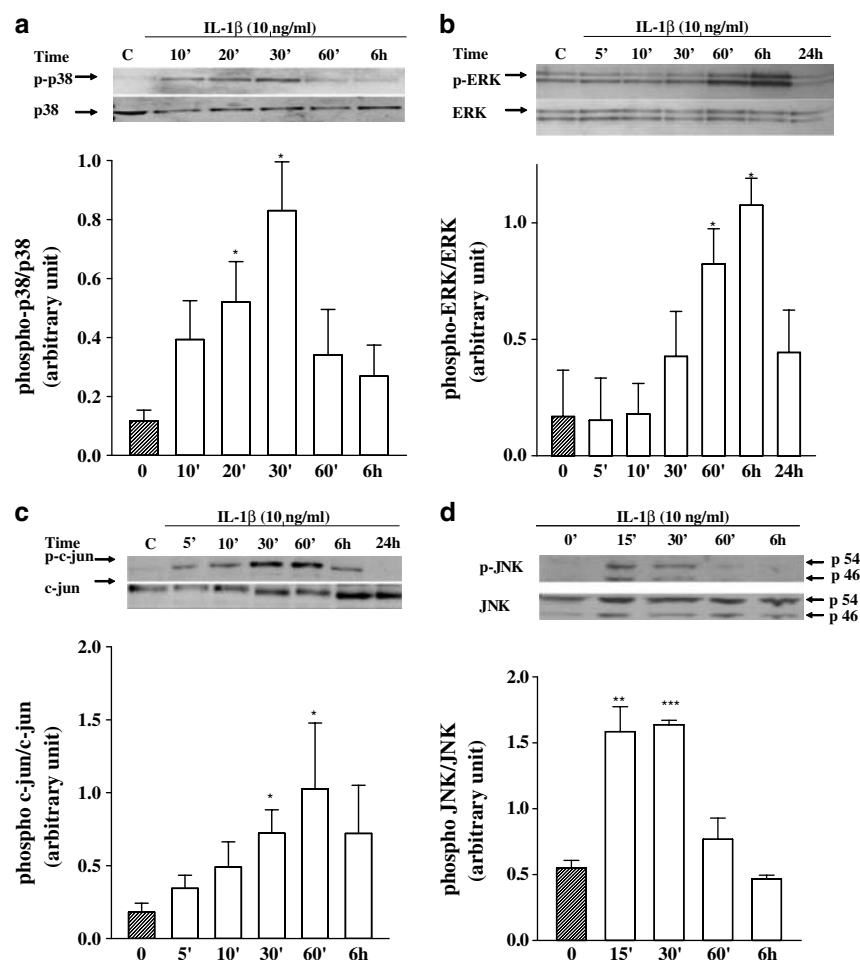 a
IL-1β (10 ng/ml)
Time C 10' 20' 30' 60' 6h
p-p38
p38
1.0
0.8
0.6
0.4
0.2
0.0
phospho-p38/p38
(arbitrary unit)
* *
0 10' 20' 30' 60' 6h
b
IL-1β (10 ng/ml)
Time C 5' 10' 30' 60' 6h 24h
p-ERK
ERK
1.0
0.5
0.0
phospho-ERK/ERK
(arbitrary unit)
* *
0 5' 10' 30' 60' 6h 24h
c
IL-1β (10 ng/ml)
Time C 5' 10' 30' 60' 6h 24h
p-c-jun
c-jun
2.0
1.5
1.0
0.5
0.0
phospho c-jun/c-jun
(arbitrary unit)
* *
0 5' 10' 30' 60' 6h
d
IL-1β (10 ng/ml)
0' 15' 30' 60' 6h
p-JNK p 54
p 46
JNK p 54
p 46
2.0
1.5
1.0
0.5
0.0
phospho JNK/JNK
(arbitrary unit)
** ***
0 15' 30' 60' 6h